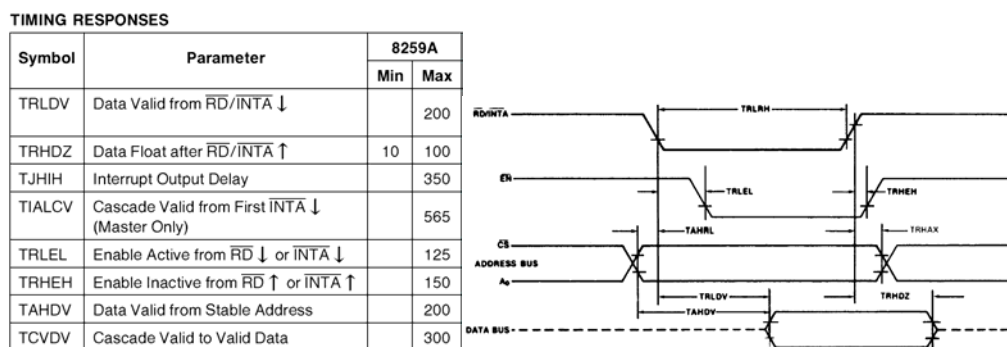 TIMING RESPONSES
Symbol Parameter 8259A
Min Max
TRLDV Data Valid from RD/INTA ↓ 200
TRHDZ Data Float after RD/INTA ↑ 10 100
TJHIH Interrupt Output Delay 350
TIALCV Cascade Valid from First INTA ↓ 565
(Master Only)
TRLEL Enable Active from RD ↓ or INTA ↓ 125
TRHEH Enable Inactive from RD ↑ or INTA ↑ 150
TAHDV Data Valid from Stable Address 200
TCVDV Cascade Valid to Valid Data 300
RD/INTA TRLRH
EN TRLEL TRHEH
TAHRL TRHAX
CS
ADDRESS BUS
A₀
TRLDV TRHDZ
TAHDV
DATA BUS